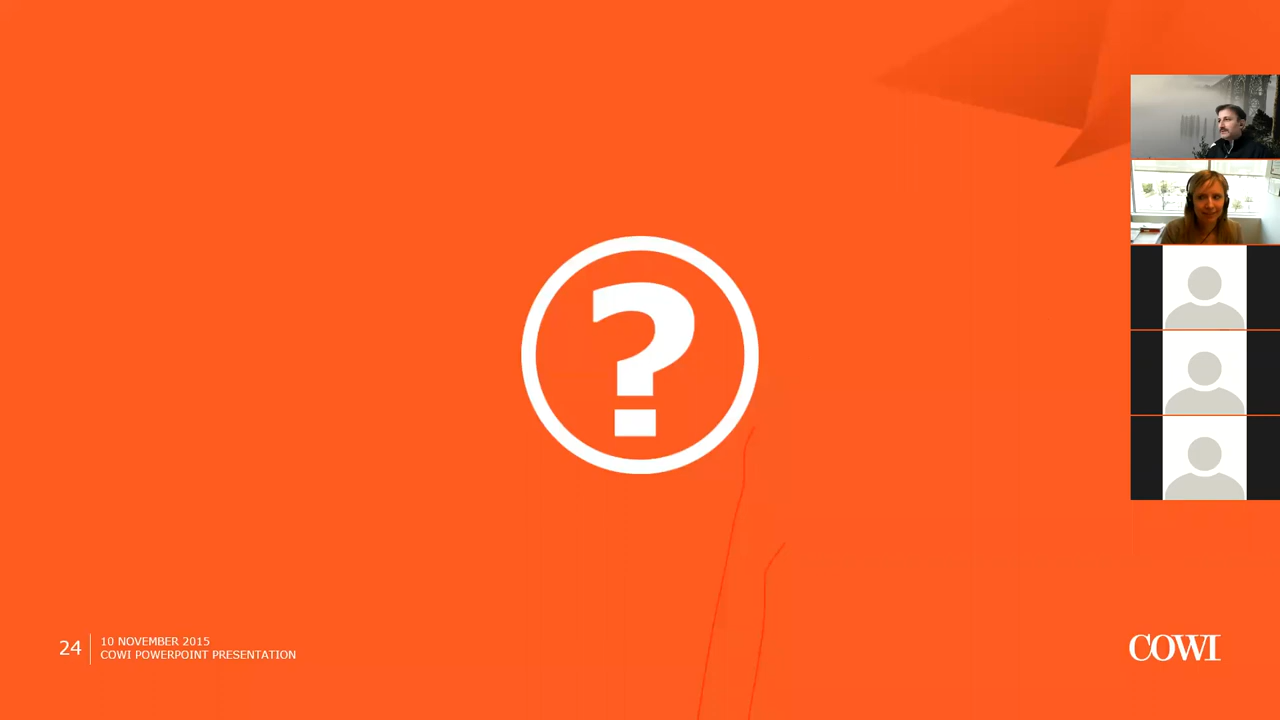 ?
24
10 NOVEMBER 2015
COWI POWERPOINT PRESENTATION
COWI